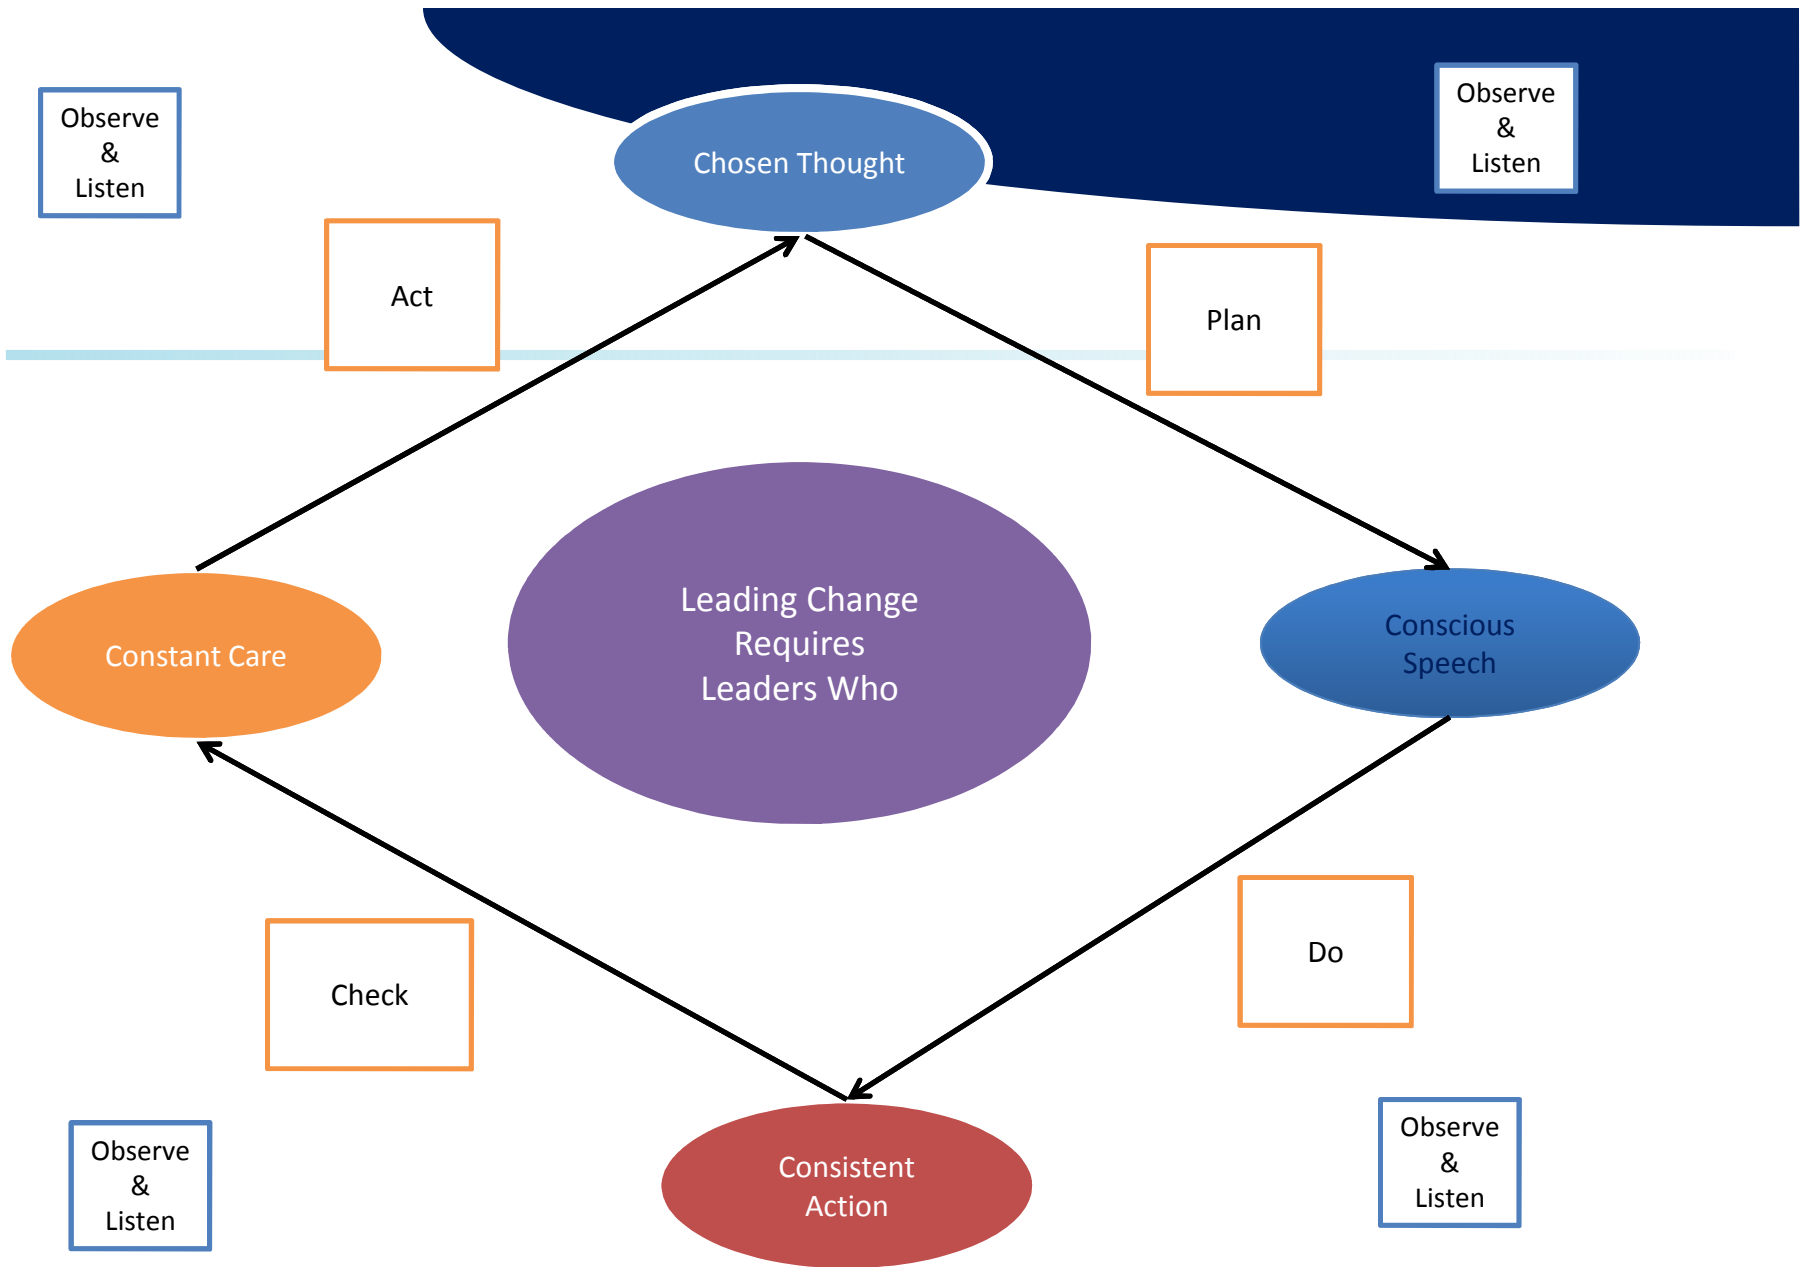 Observe
&
Listen
Chosen Thought
Observe
&
Listen
Act
Plan
Leading Change
Requires
Leaders Who
Constant Care
Conscious
Speech
Check
Do
Observe
&
Listen
Consistent
Action
Observe
&
Listen